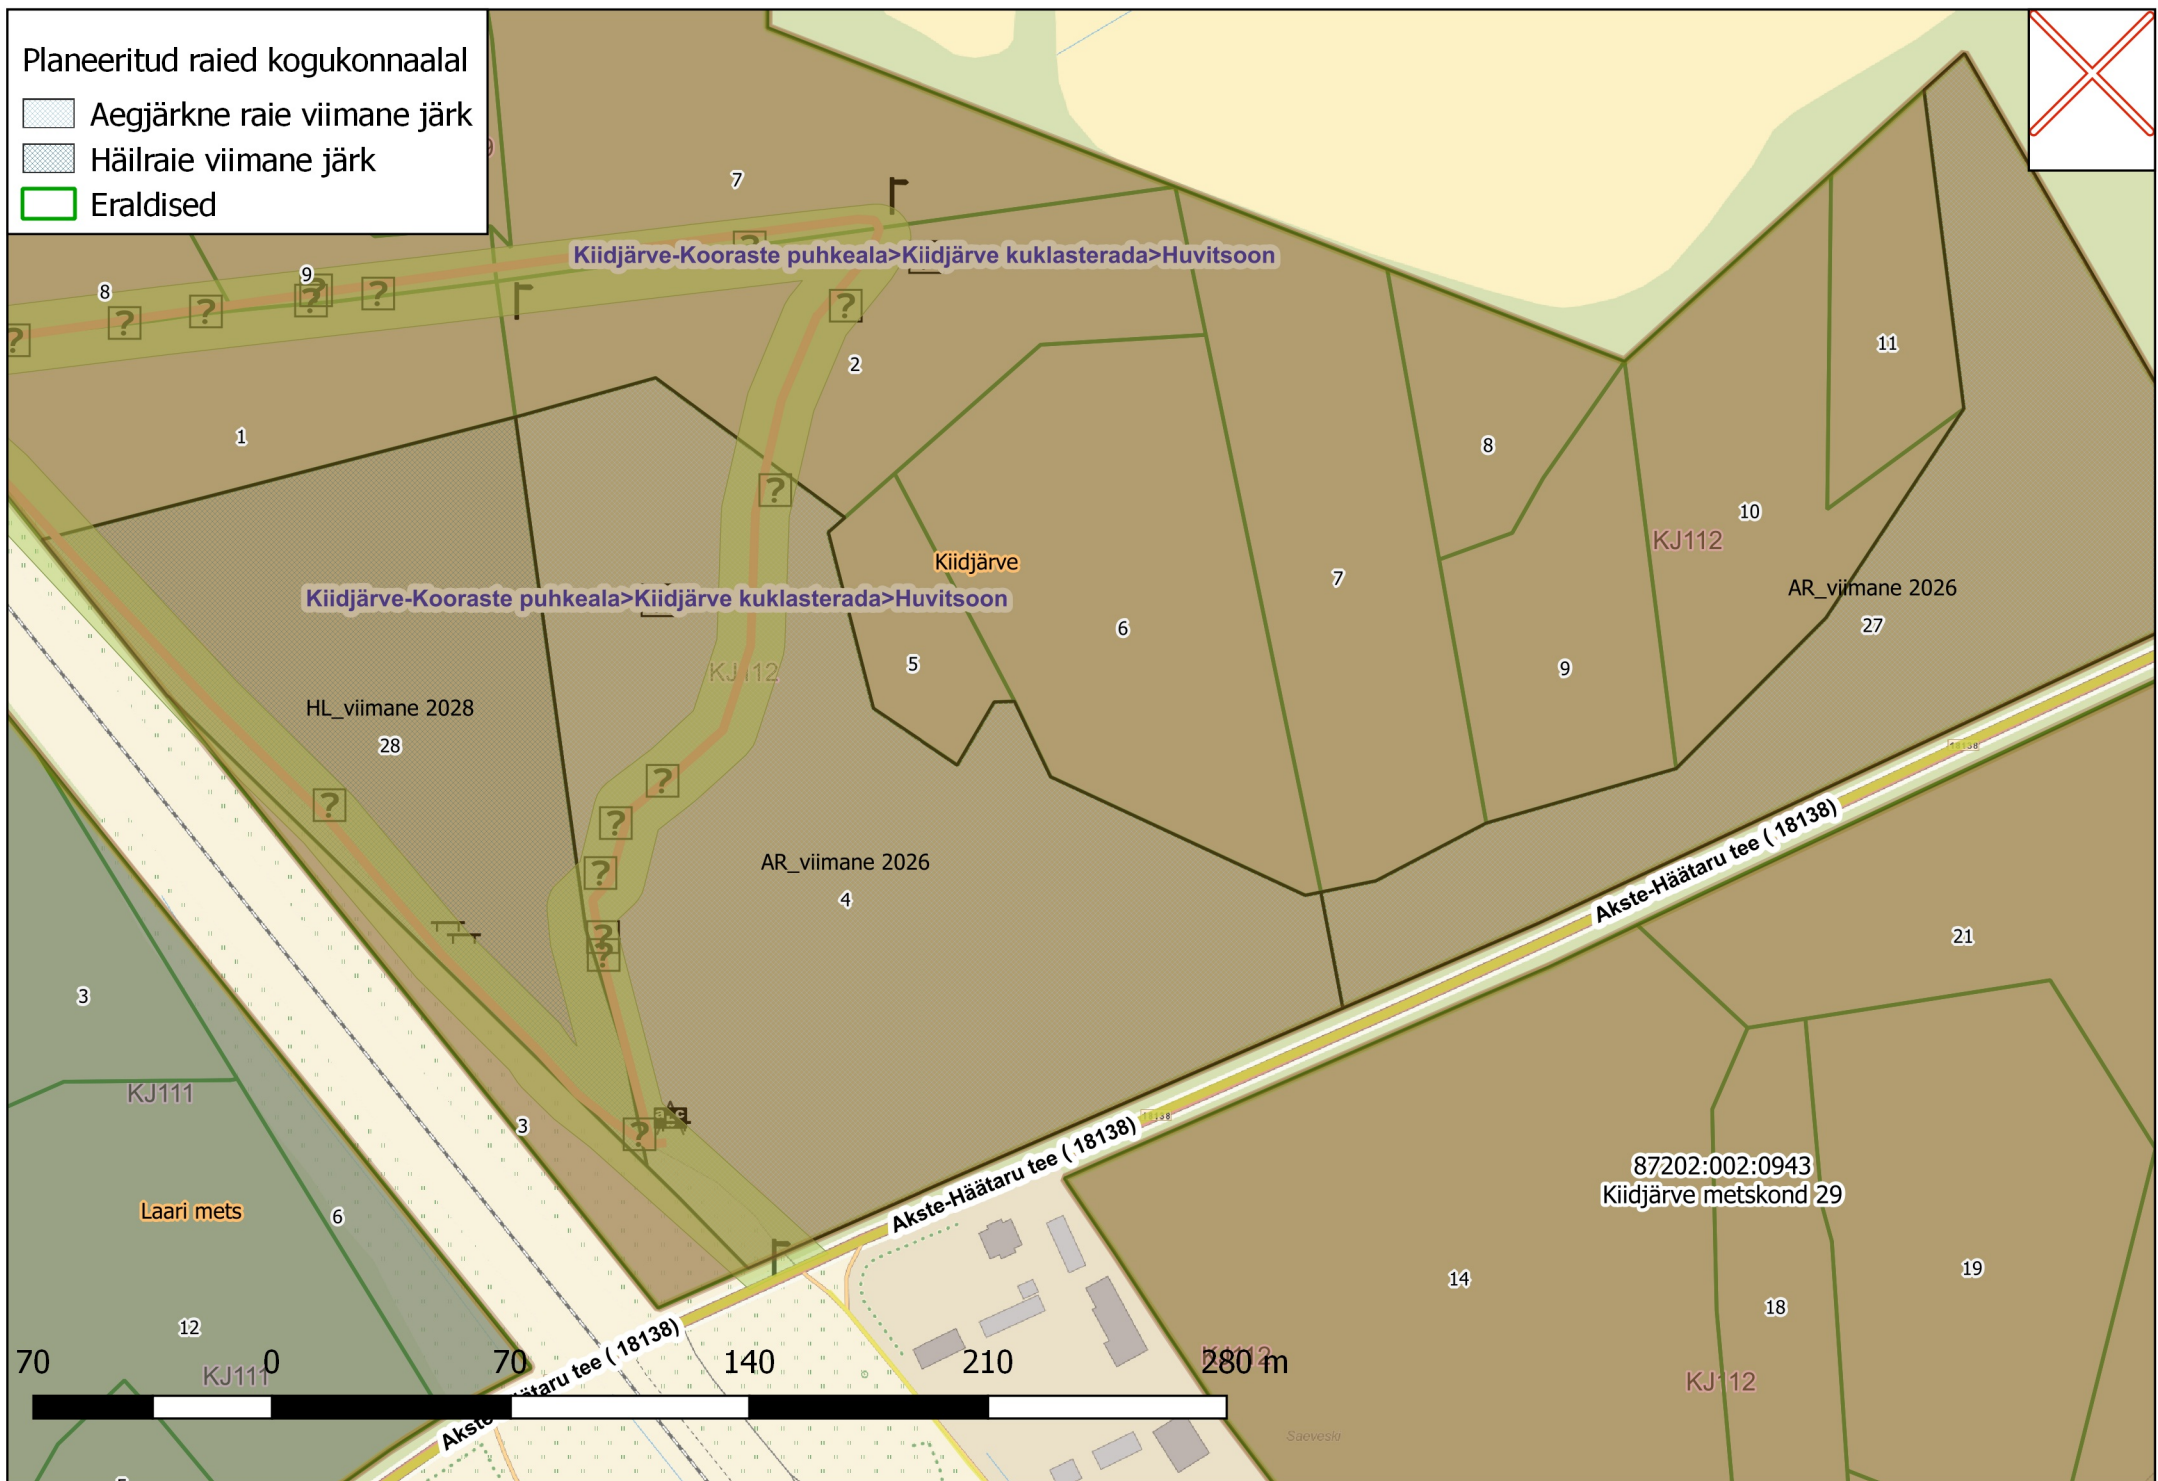 Planeeritud raied kogukonnaalal
Aegjärkne raie viimane järk
Häilraie viimane järk
Eraldised
7
9
8
Kiidjärve-Kooraste puhkeala>Kiidjärve kuklasterada>Huvitsoon
2
1
11
8
10
KJ112
Kiidjärve
7
AR_viimane 2026
27
Kiidjärve-Kooraste puhkeala>Kiidjärve kuklasterada>Huvitsoon
6
5
9
KJ112
HL_viimane 2028
28
18138
AR_viimane 2026
4
Akste-Häätaru tee ( 18138)
21
3
KJ111
3
abc
18138
Akste-Häätaru tee ( 18138)
87202:002:0943
Kiidjärve metskond 29
Laari mets
6
14
18
19
12
KJ111
KJ112
KJ112
70 0 70 140 210 280 m
Saeveski